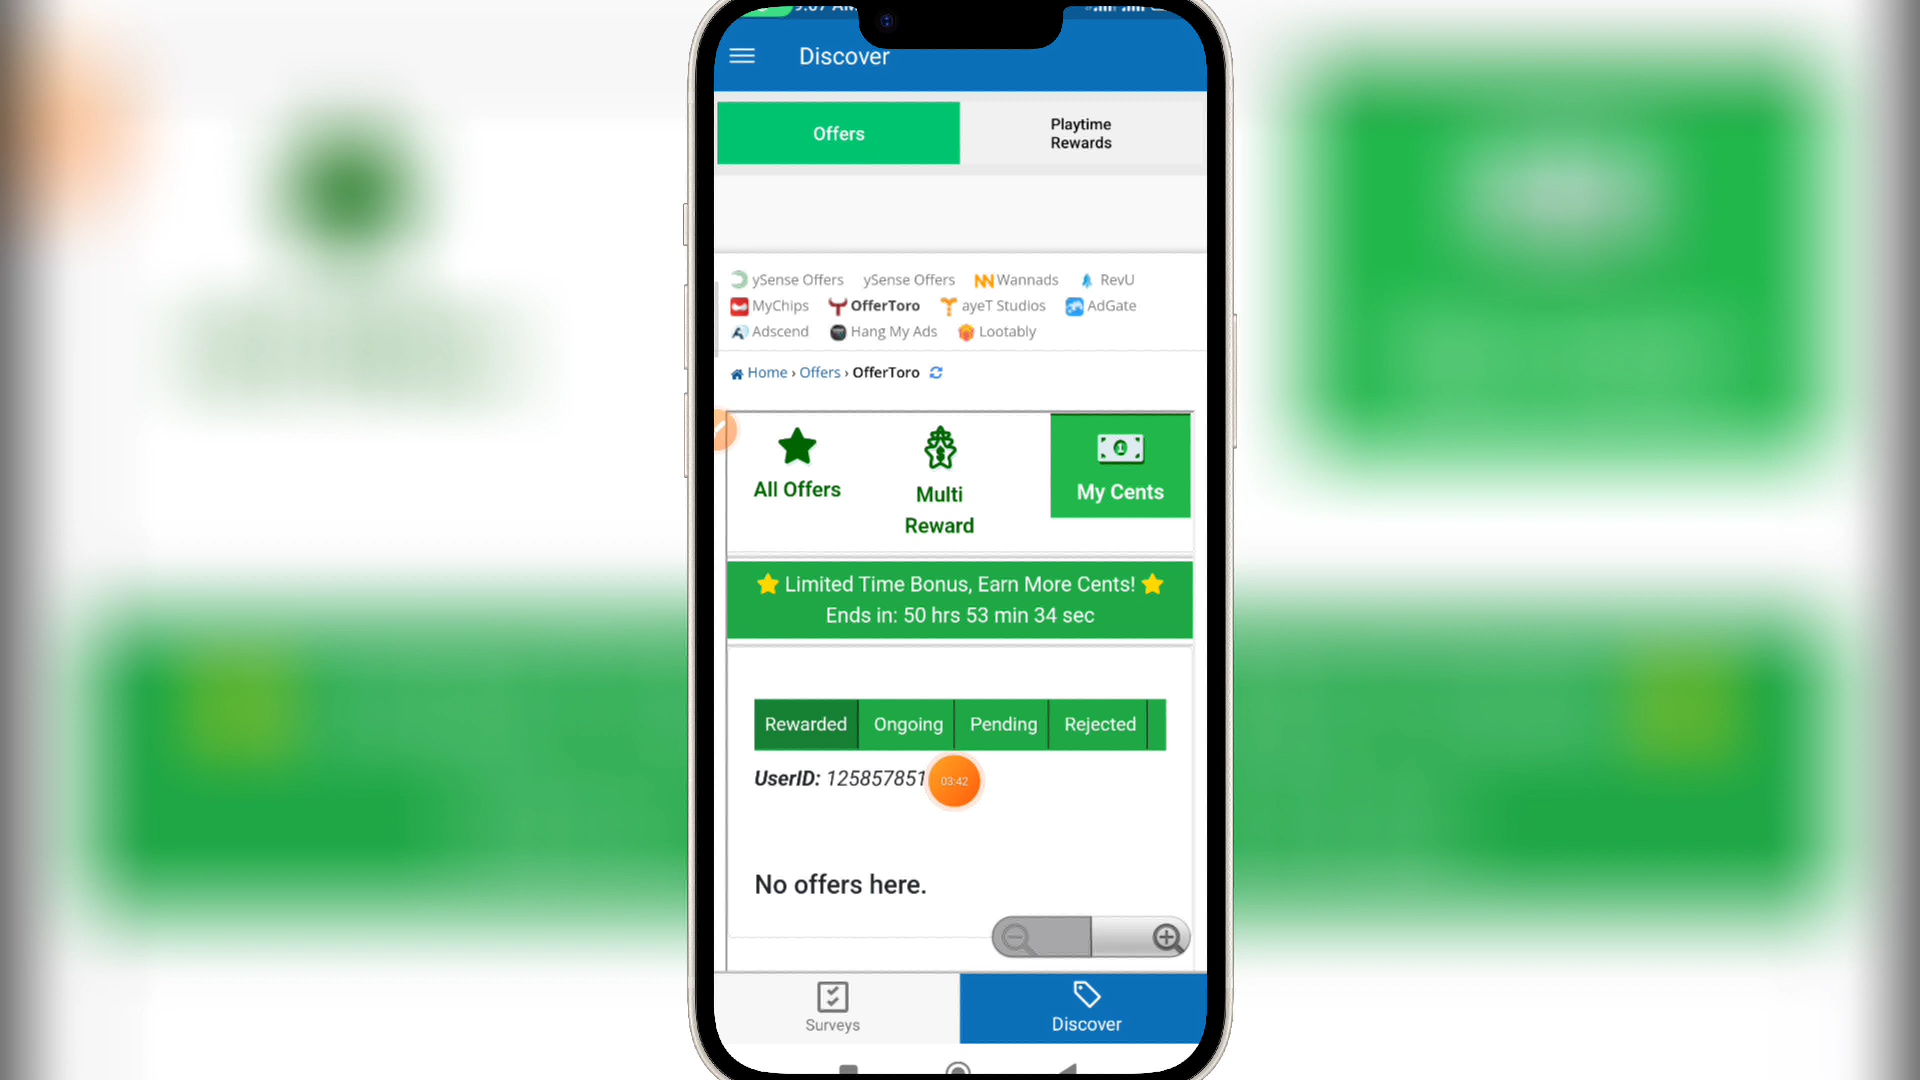 Discover
Offers
Playtime
Rewards
ySense Offers ySense Offers Wannads RevU
MyChips OfferToro ayeT Studios AdGate
Adscend Hang My Ads Lootably
Home › Offers › OfferToro
All Offers
Multi
Reward
My Cents
Limited Time Bonus, Earn More Cents!
Ends in: 50 hrs 53 min 34 sec
Rewarded Ongoing Pending Rejected
UserID: 125857851
03:42
No offers here.
Surveys
Discover